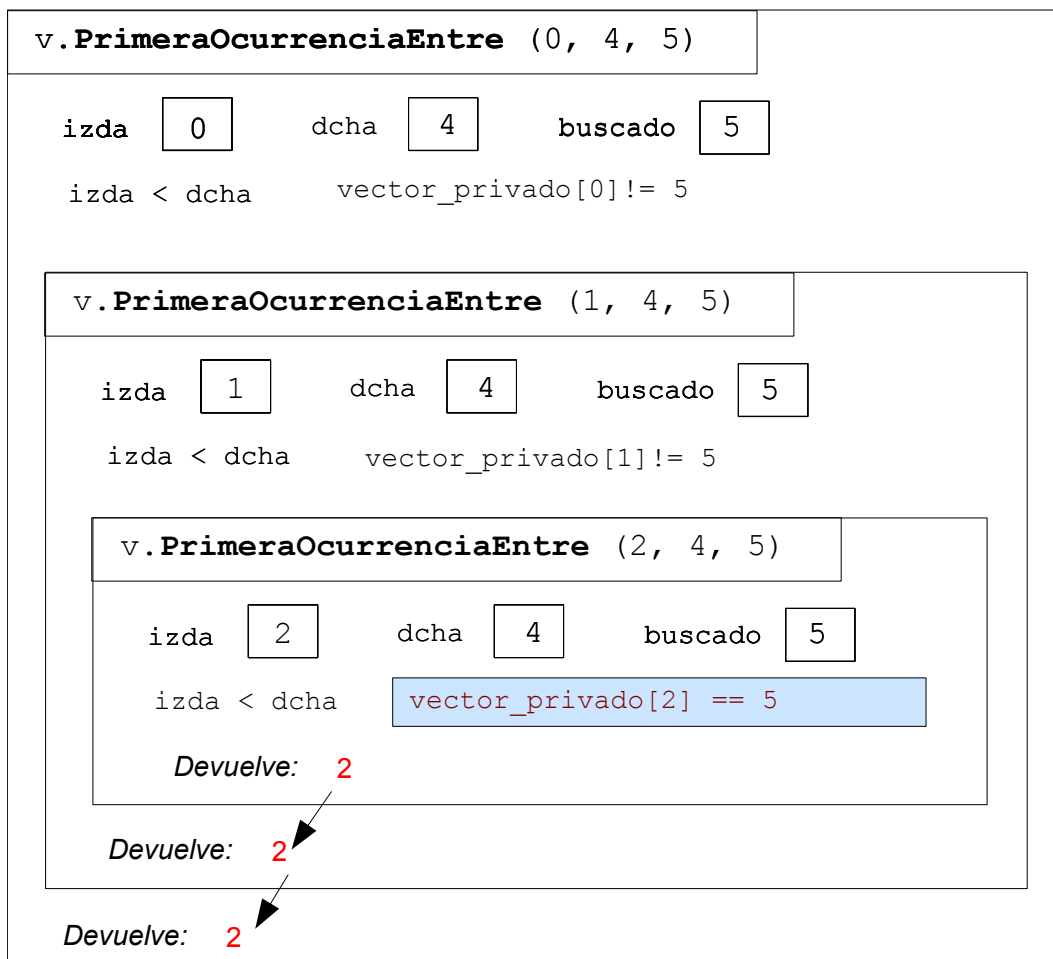 v.PrimeraOcurrenciaEntre (0, 4, 5)
izda 0 dcha 4 buscado 5
izda < dcha vector_privado[0]!= 5
v.PrimeraOcurrenciaEntre (1, 4, 5)
izda 1 dcha 4 buscado 5
izda < dcha vector_privado[1]!= 5
v.PrimeraOcurrenciaEntre (2, 4, 5)
izda 2 dcha 4 buscado 5
izda < dcha vector_privado[2] == 5
Devuelve: 2
Devuelve: 2
Devuelve: 2